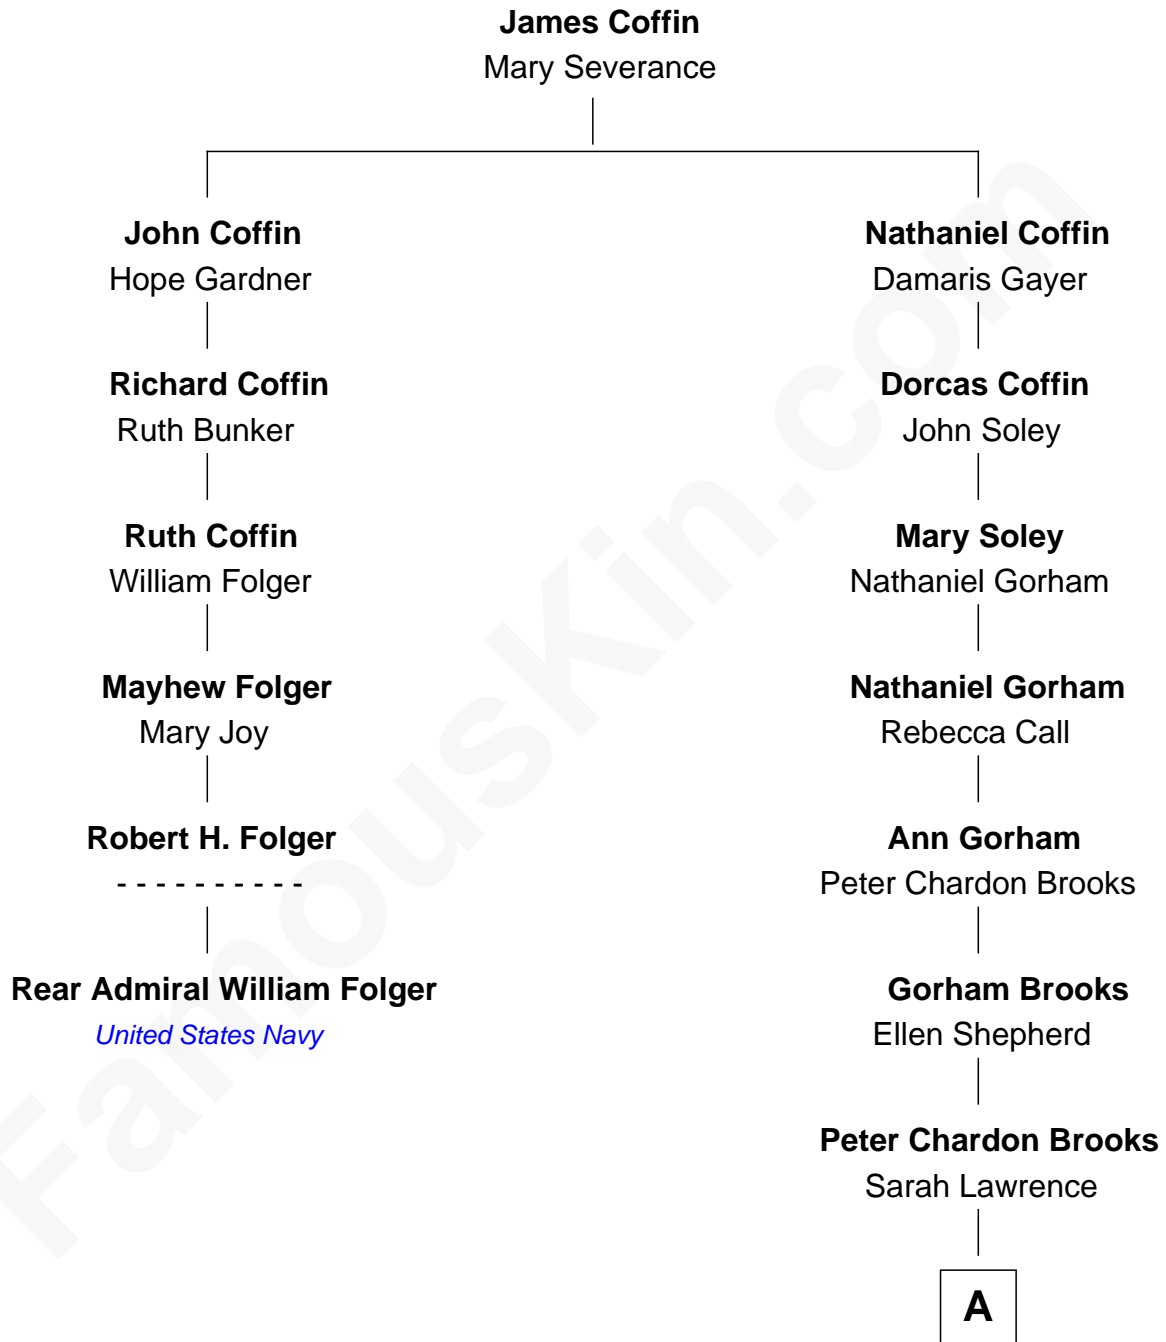 James Coffin
Mary Severance
John Coffin
Hope Gardner
Richard Coffin
Ruth Bunker
Ruth Coffin
William Folger
Mayhew Folger
Mary Joy
Robert H. Folger
- - - - - - - - - -
Rear Admiral William Folger
United States Navy
Nathaniel Coffin
Damaris Gayer
Dorcas Coffin
John Soley
Mary Soley
Nathaniel Gorham
Nathaniel Gorham
Rebecca Call
Ann Gorham
Peter Chardon Brooks
Gorham Brooks
Ellen Shepherd
Peter Chardon Brooks
Sarah Lawrence
A
FamousKin.com